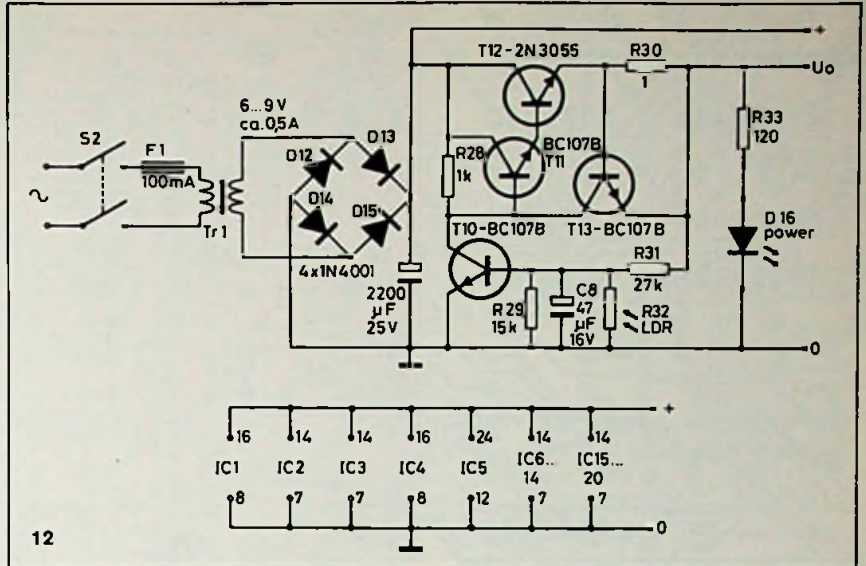 +
T12-2N3055
R30
1
Uo
6...9V
ca.0,5A
S2
F1
100mA
~
Tr1
D12
D13
D14
D15
4x1N4001
R28
1k
BC107B
T11
R33
120
T10-BC107B
T13-BC107B
D16
power
R31
27k
2200
µF
25V
R29
15k
C8
47
µF
16V
R32
LDR
0
+
16
14
14
16
24
14
14
IC1
IC2
IC3
IC4
IC5
IC6...
14
IC15...
20
8
7
7
8
12
7
7
0
12